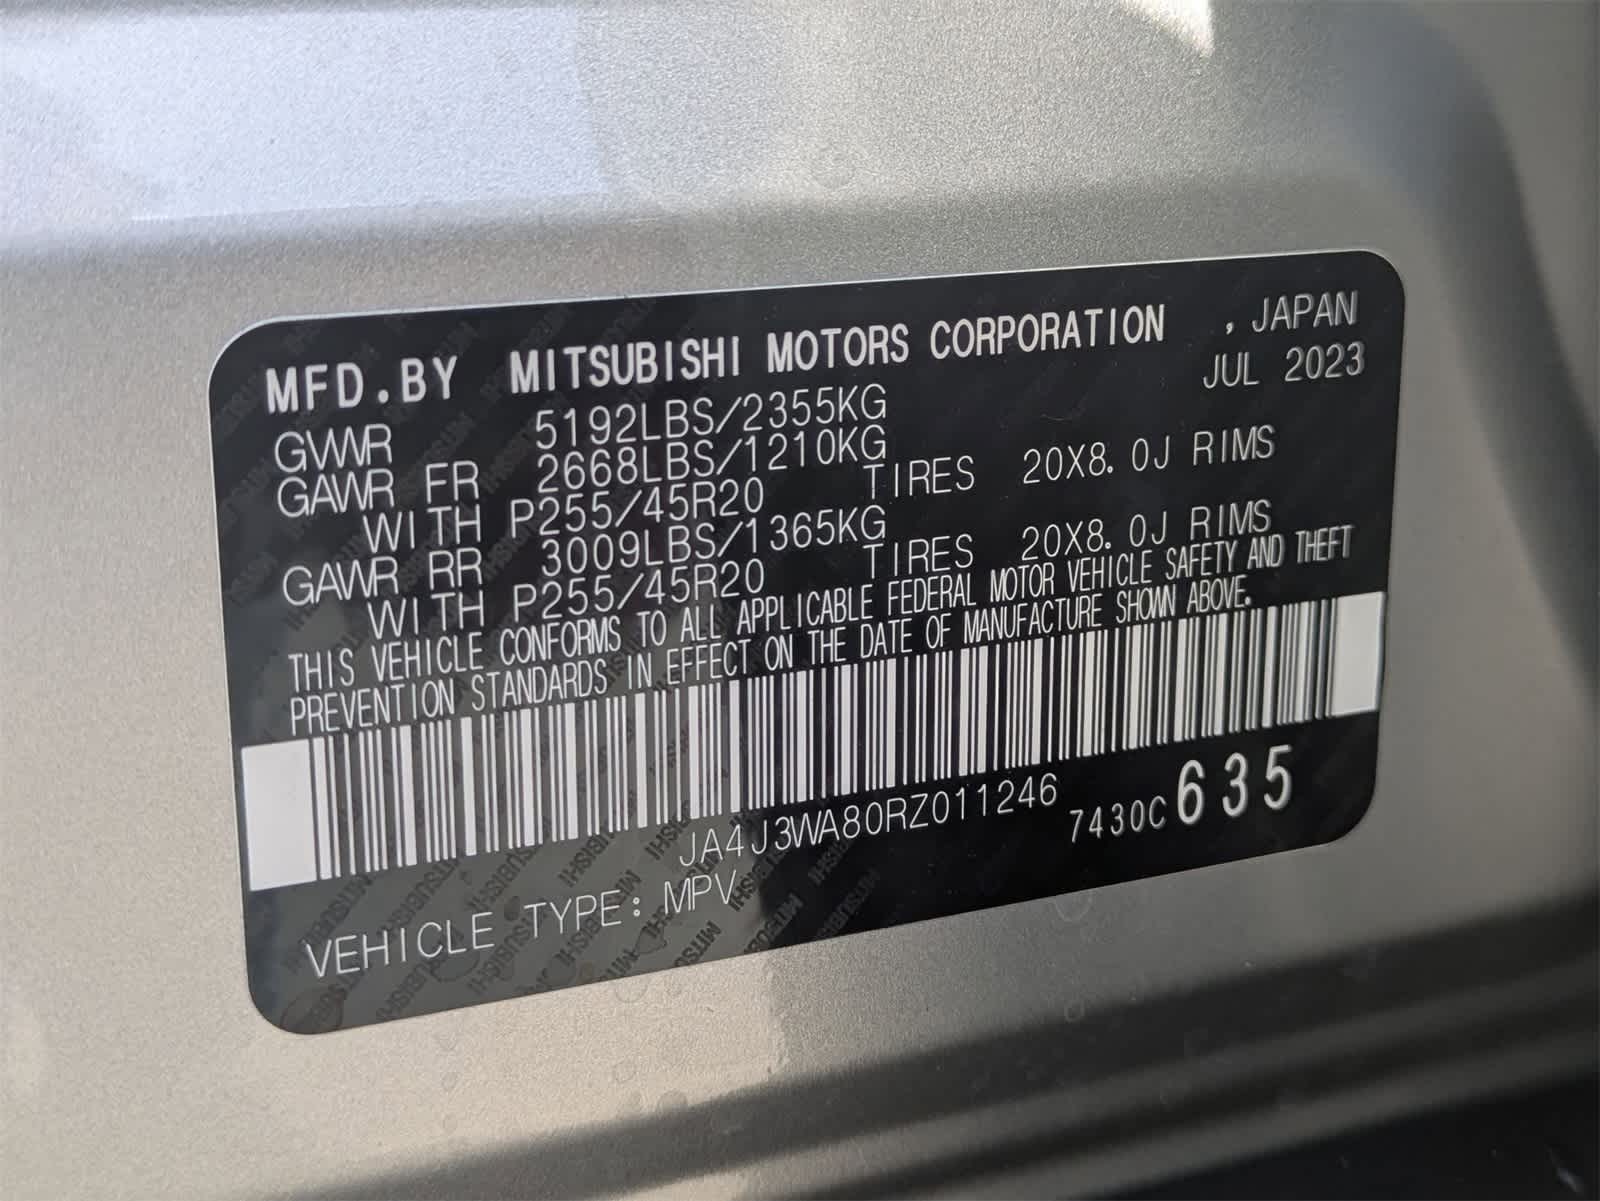 MFD.BY MITSUBISHI MOTORS CORPORATION , JAPAN
JUL 2023
GVWR 5192LBS/2355KG
GAWR FR 2668LBS/1210KG
WITH P255/45R20 TIRES 20X8.0J RIMS
GAWR RR 3009LBS/1365KG
WITH P255/45R20 TIRES 20X8.0J RIMS
THIS VEHICLE CONFORMS TO ALL APPLICABLE FEDERAL MOTOR VEHICLE SAFETY AND THEFT
PREVENTION STANDARDS IN EFFECT ON THE DATE OF MANUFACTURE SHOWN ABOVE.
JA4J3WA80RZ011246 7430C 635
VEHICLE TYPE: MPV